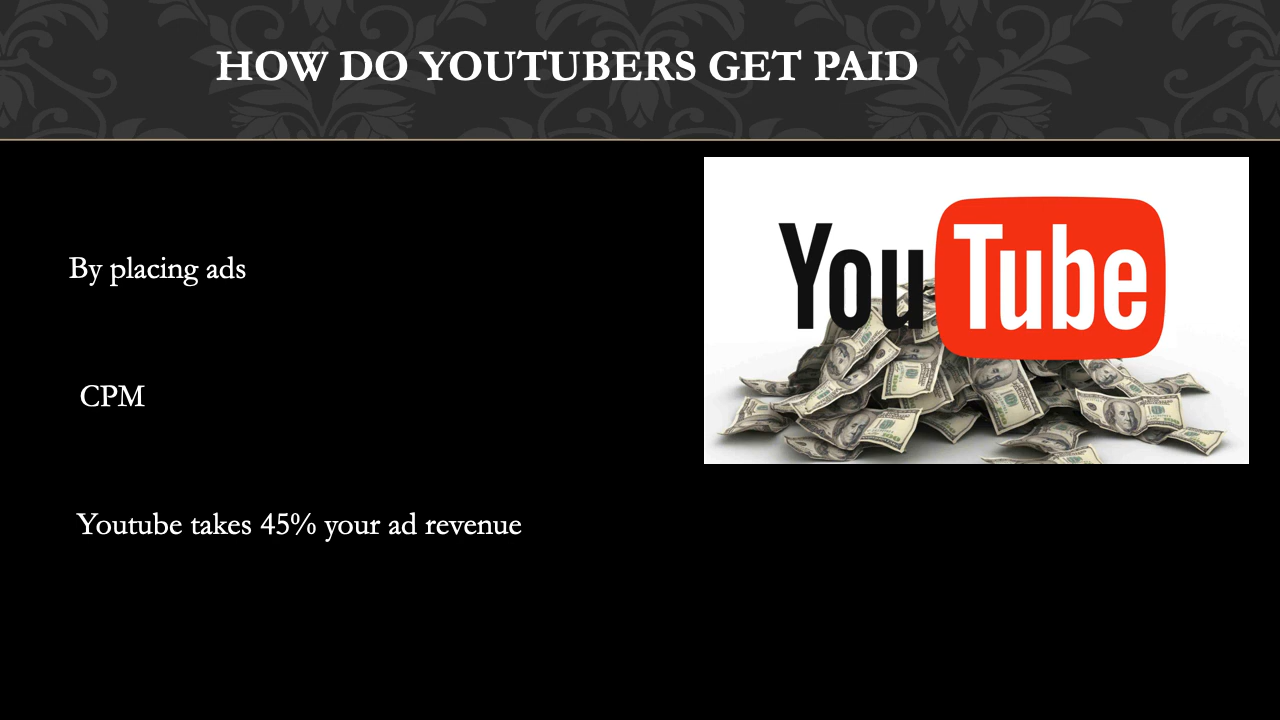 HOW DO YOUTUBERS GET PAID
By placing ads
CPM
Youtube takes 45% your ad revenue
YouTube